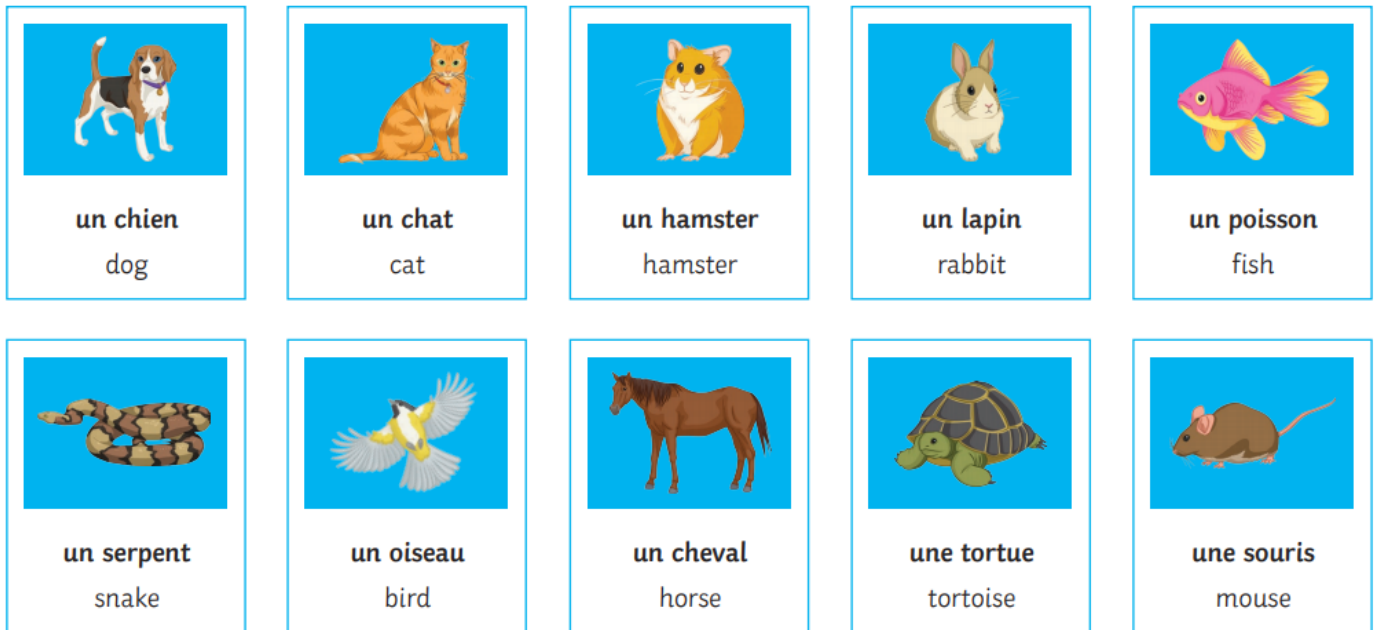 un chien
dog
un chat
cat
un hamster
hamster
un lapin
rabbit
un poisson
fish
un serpent
snake
un oiseau
bird
un cheval
horse
une tortue
tortoise
une souris
mouse